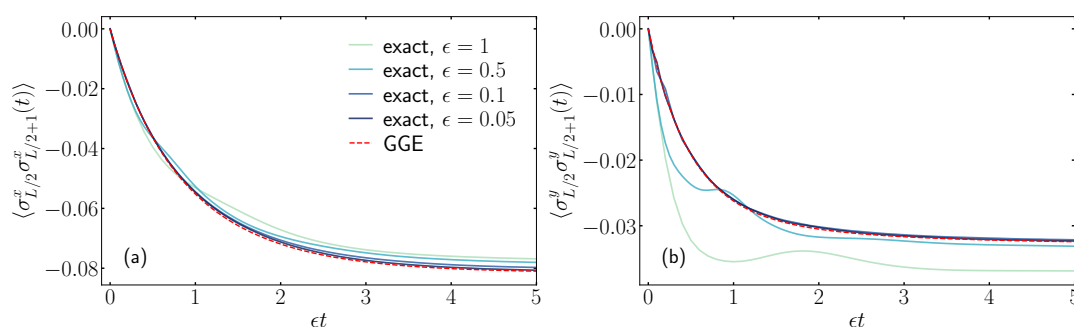 ⟨σ^x_{L/2} σ^x_{L/2+1}(t)⟩
0.00
−0.02
−0.04
−0.06
−0.08
exact, ϵ = 1
exact, ϵ = 0.5
exact, ϵ = 0.1
exact, ϵ = 0.05
GGE
(a)
0 1 2 3 4 5
ϵt
⟨σ^y_{L/2} σ^y_{L/2+1}(t)⟩
0.00
−0.01
−0.02
−0.03
(b)
0 1 2 3 4 5
ϵt